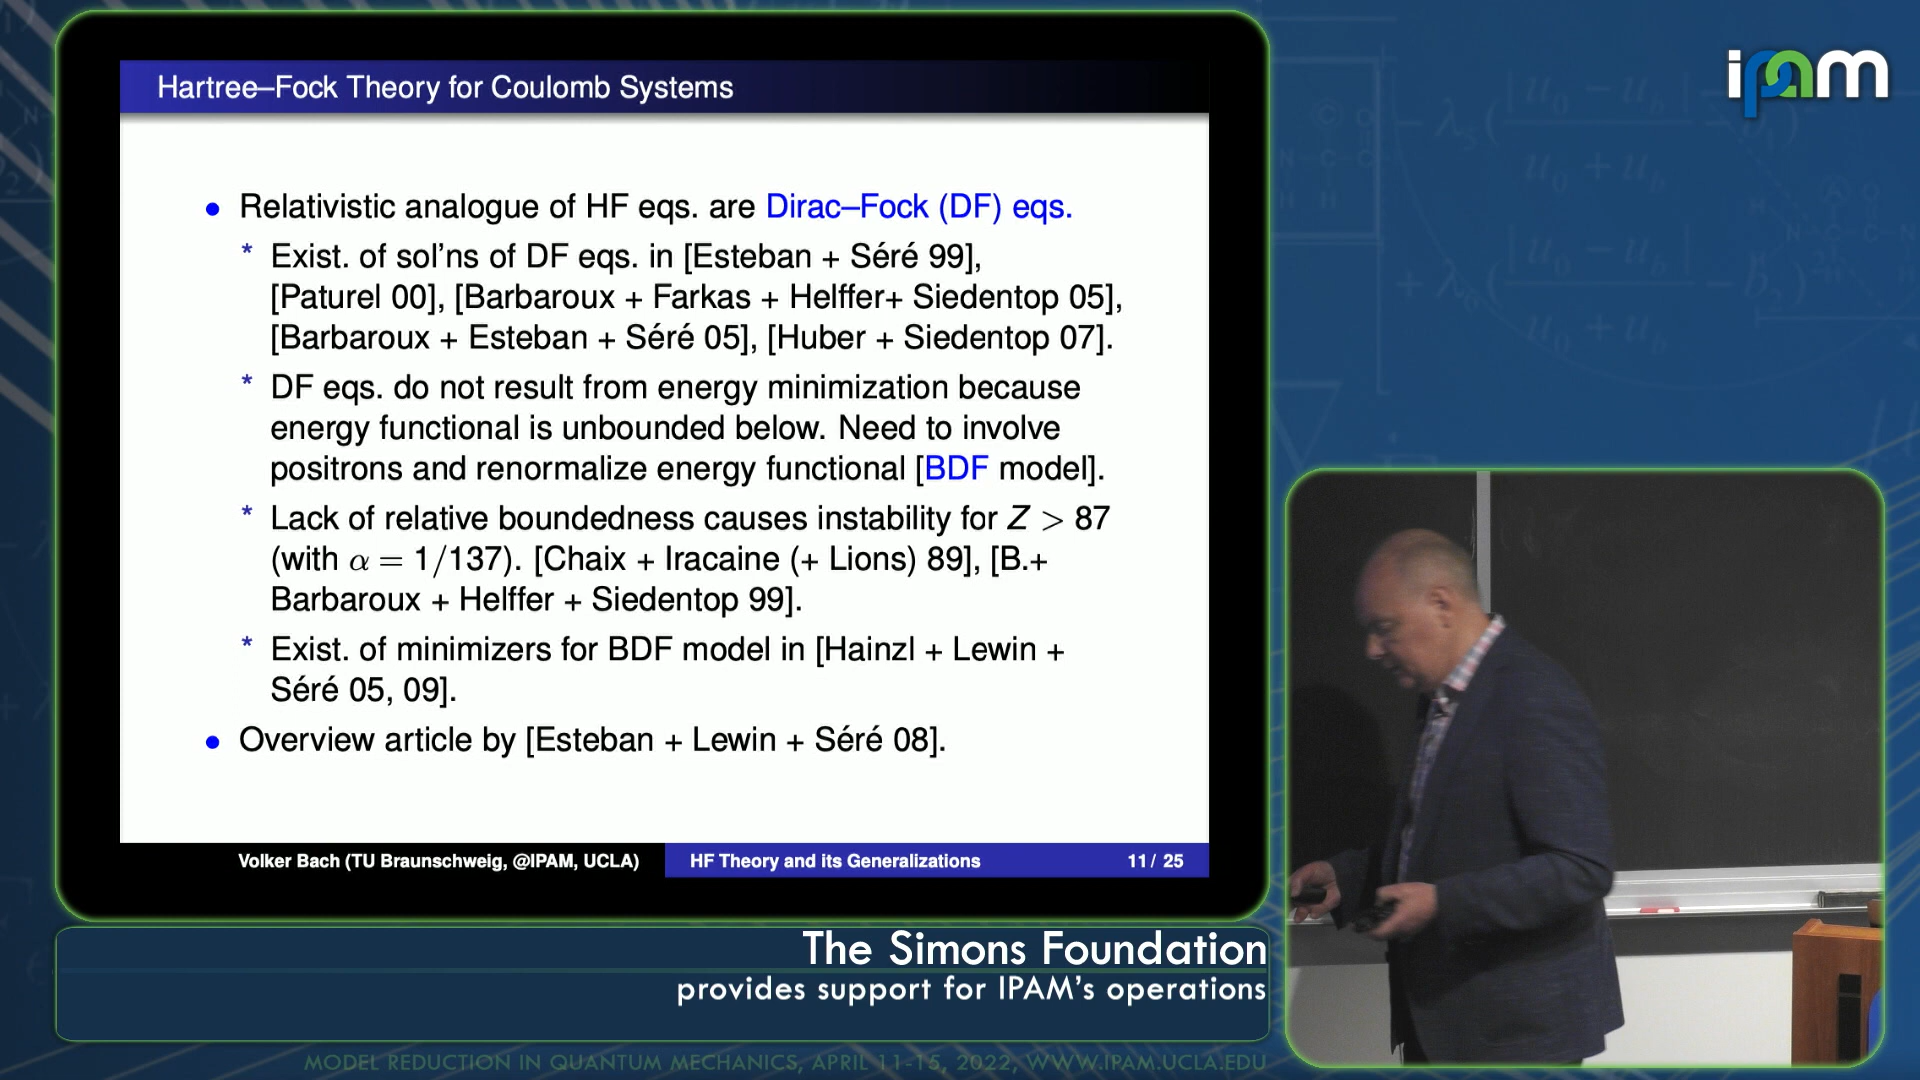 Hartree–Fock Theory for Coulomb Systems
ipam
• Relativistic analogue of HF eqs. are Dirac–Fock (DF) eqs.
* Exist. of sol'ns of DF eqs. in [Esteban + Séré 99],
[Paturel 00], [Barbaroux + Farkas + Helffer+ Siedentop 05],
[Barbaroux + Esteban + Séré 05], [Huber + Siedentop 07].
* DF eqs. do not result from energy minimization because
energy functional is unbounded below. Need to involve
positrons and renormalize energy functional [BDF model].
* Lack of relative boundedness causes instability for Z > 87
(with α = 1/137). [Chaix + Iracaine (+ Lions) 89], [B.+
Barbaroux + Helffer + Siedentop 99].
* Exist. of minimizers for BDF model in [Hainzl + Lewin +
Séré 05, 09].
• Overview article by [Esteban + Lewin + Séré 08].
Volker Bach (TU Braunschweig, @IPAM, UCLA) HF Theory and its Generalizations 11 / 25
The Simons Foundation
provides support for IPAM's operations
MODEL REDUCTION IN QUANTUM MECHANICS, APRIL 11-15, 2022, WWW.IPAM.UCLA.EDU